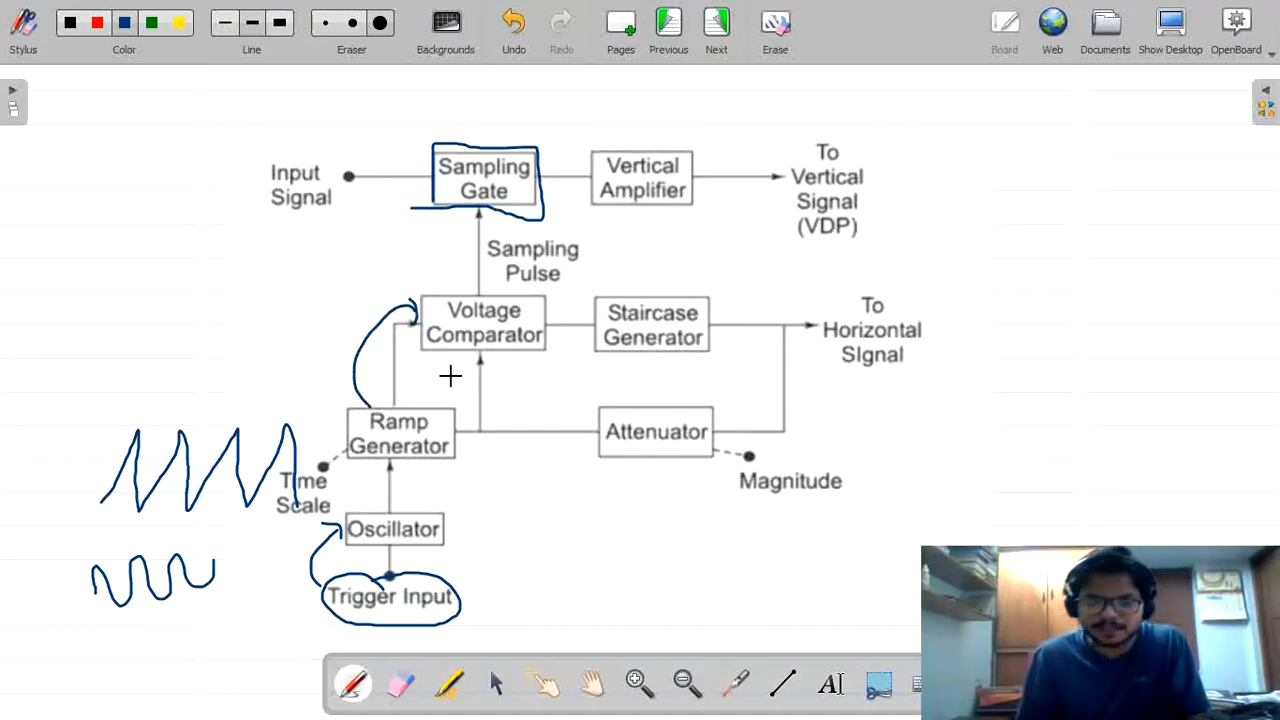 Stylus
Color
Line
Eraser
Backgrounds
Undo
Redo
Pages
Previous
Next
Erase
Board
Web
Documents
Show Desktop
OpenBoard
Input
Signal
Sampling
Gate
Vertical
Amplifier
To
Vertical
Signal
(VDP)
Sampling
Pulse
Voltage
Comparator
Staircase
Generator
To
Horizontal
SIgnal
Ramp
Generator
Attenuator
Time
Scale
Magnitude
Oscillator
Trigger Input